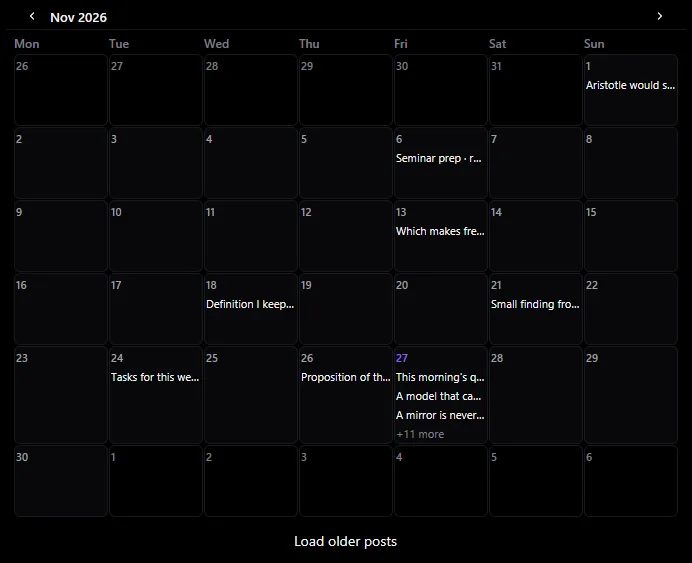 Nov 2026
Mon Tue Wed Thu Fri Sat Sun
26 27 28 29 30 31 1
Aristotle would s...
2 3 4 5 6 7 8
Seminar prep · r...
9 10 11 12 13 14 15
Which makes fre...
16 17 18 19 20 21 22
Definition I keep... Small finding fro...
23 24 25 26 27 28 29
Tasks for this we... Proposition of th... This morning's q...
A model that ca...
A mirror is never...
+11 more
30 1 2 3 4 5 6
Load older posts